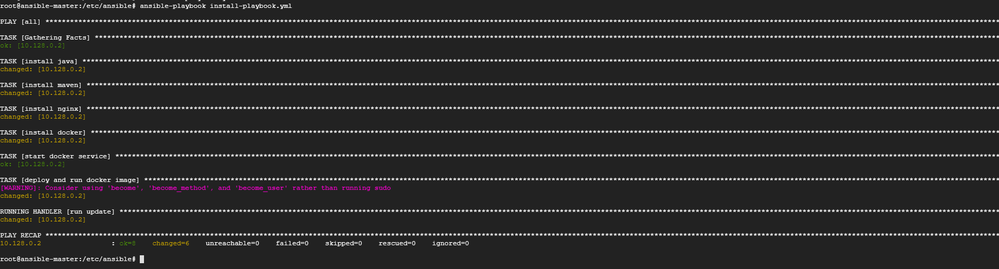 root@ansible-master:/etc/ansible# ansible-playbook install-playbook.yml
PLAY [all] ****************************************************************************************************
TASK [Gathering Facts] ****************************************************************************************************
ok: [10.128.0.2]
TASK [install java] ****************************************************************************************************
changed: [10.128.0.2]
TASK [install maven] ****************************************************************************************************
changed: [10.128.0.2]
TASK [install nginx] ****************************************************************************************************
changed: [10.128.0.2]
TASK [install docker] ****************************************************************************************************
changed: [10.128.0.2]
TASK [start docker service] ****************************************************************************************************
ok: [10.128.0.2]
TASK [deploy and run docker image] ****************************************************************************************************
[WARNING]: Consider using 'become', 'become_method', and 'become_user' rather than running sudo
changed: [10.128.0.2]
RUNNING HANDLER [run update] ****************************************************************************************************
changed: [10.128.0.2]
PLAY RECAP ****************************************************************************************************
10.128.0.2 : ok=8 changed=6 unreachable=0 failed=0 skipped=0 rescued=0 ignored=0
root@ansible-master:/etc/ansible#